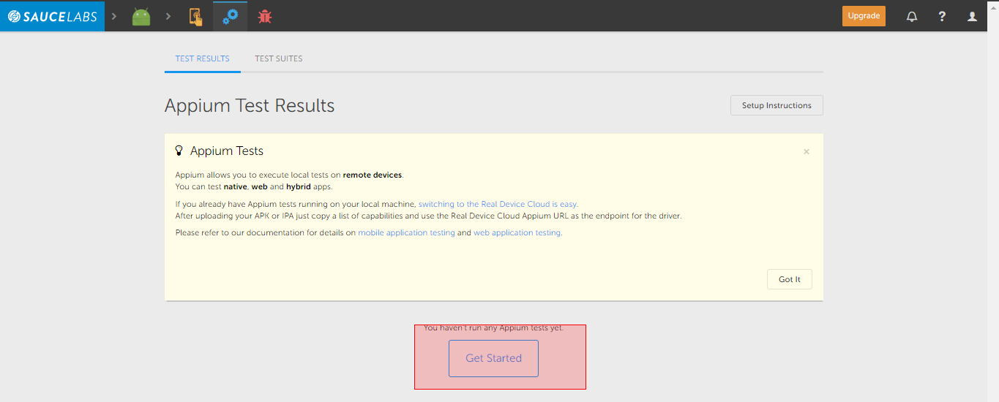 SAUCELABS
Upgrade
?
TEST RESULTS TEST SUITES
Appium Test Results
Setup Instructions
Appium Tests
×
Appium allows you to execute local tests on remote devices.
You can test native, web and hybrid apps.
If you already have Appium tests running on your local machine, switching to the Real Device Cloud is easy.
After uploading your APK or IPA just copy a list of capabilities and use the Real Device Cloud Appium URL as the endpoint for the driver.
Please refer to our documentation for details on mobile application testing and web application testing.
Got It
You haven't run any Appium tests yet.
Get Started